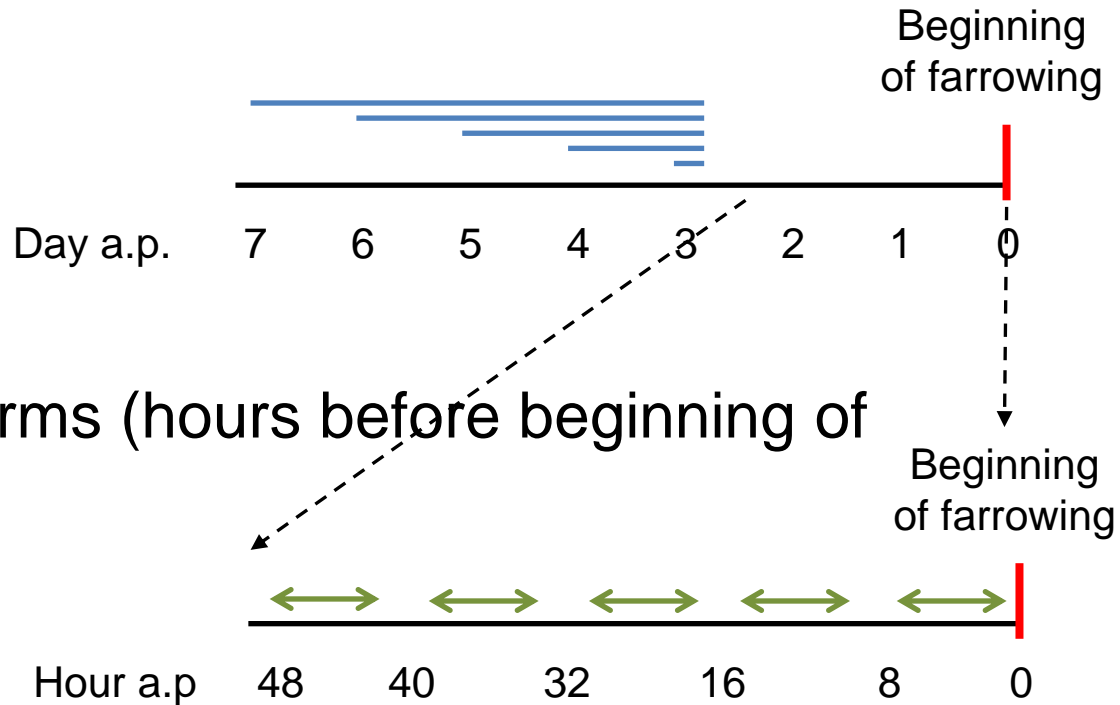 Beginning
of farrowing
Day a.p. 7 6 5 4 3 2 1 0
rms (hours before beginning of
Beginning
of farrowing
Hour a.p 48 40 32 16 8 0